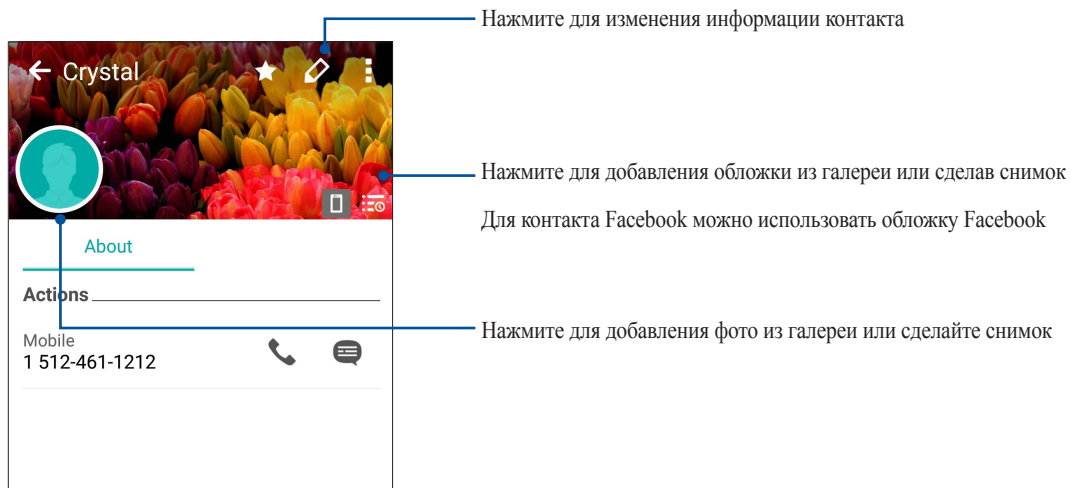 Нажмите для изменения информации контакта
Crystal
Нажмите для добавления обложки из галереи или сделав снимок
Для контакта Facebook можно использовать обложку Facebook
About
Actions
Нажмите для добавления фото из галереи или сделайте снимок
Mobile
1 512-461-1212